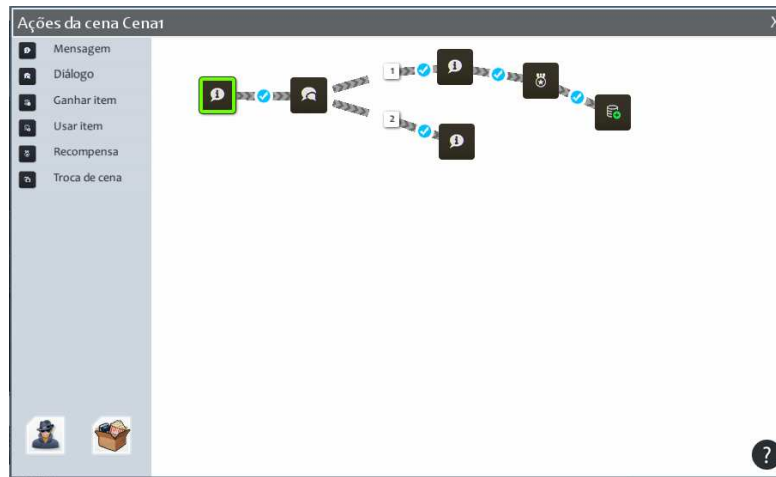 Ações da cena Cena1
X
Mensagem
Diálogo
Ganhar item
Usar item
Recompensa
Troca de cena
1
2
?